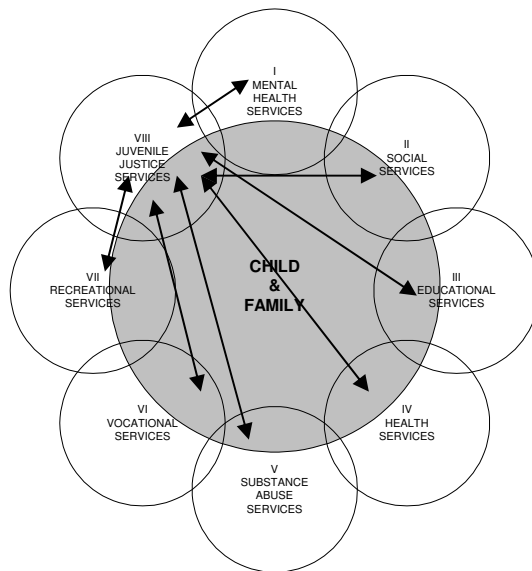 I
MENTAL
HEALTH
SERVICES
II
SOCIAL
SERVICES
III
EDUCATIONAL
SERVICES
IV
HEALTH
SERVICES
V
SUBSTANCE
ABUSE
SERVICES
VI
VOCATIONAL
SERVICES
VII
RECREATIONAL
SERVICES
VIII
JUVENILE
JUSTICE
SERVICES
CHILD
&
FAMILY